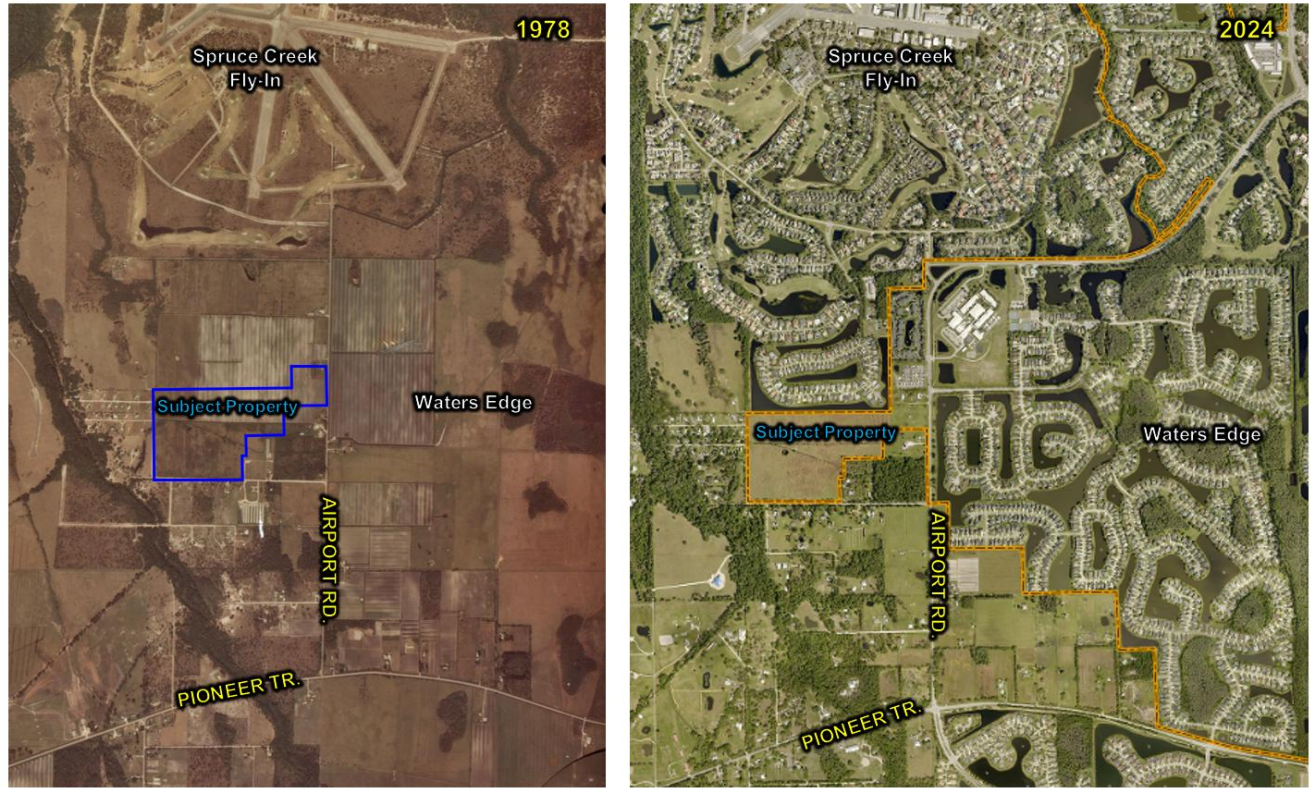 1978
Spruce Creek
Fly-In
Subject Property
Waters Edge
AIRPORT RD.
PIONEER TR.
2024
Spruce Creek
Fly-In
Subject Property
Waters Edge
AIRPORT RD.
PIONEER TR.